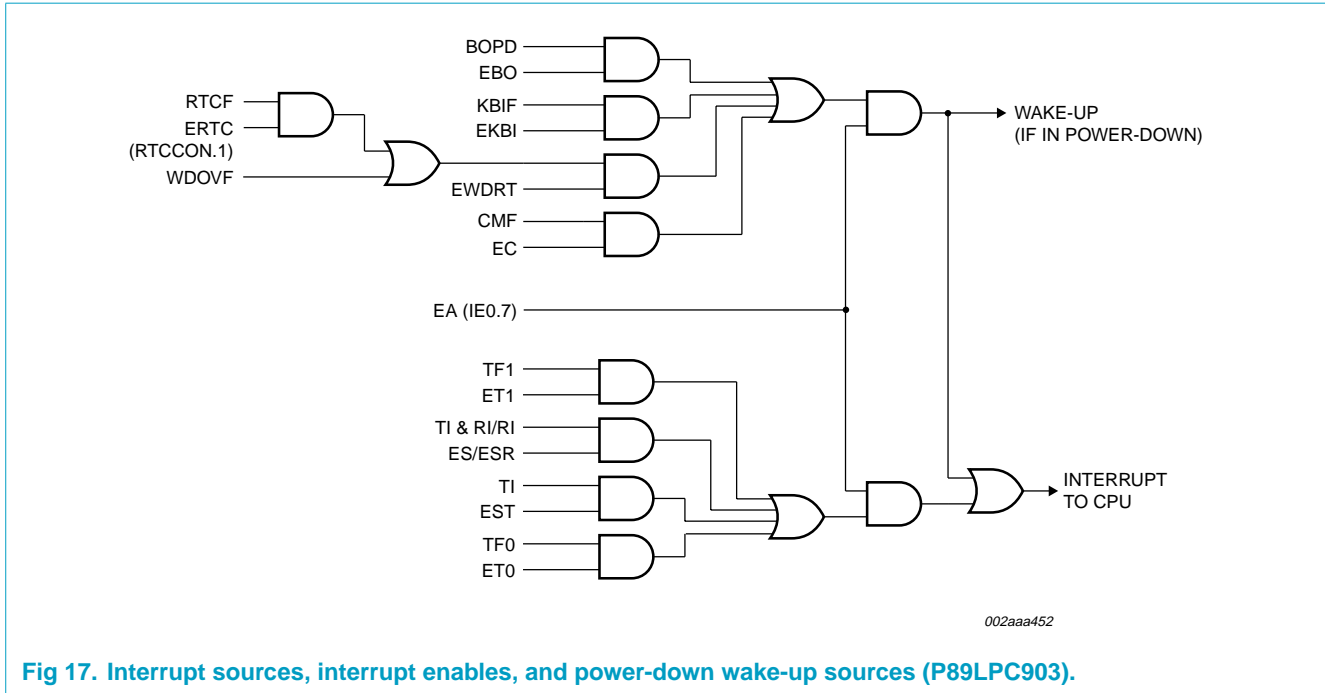 BOPD
EBO
RTCF
ERTC
(RTCCON.1)
WDOVF
KBIF
EKBI
EWDRT
CMF
EC
WAKE-UP
(IF IN POWER-DOWN)
EA (IE0.7)
TF1
ET1
TI & RI/RI
ES/ESR
TI
EST
TF0
ET0
INTERRUPT
TO CPU
002aaa452
Fig 17. Interrupt sources, interrupt enables, and power-down wake-up sources (P89LPC903).